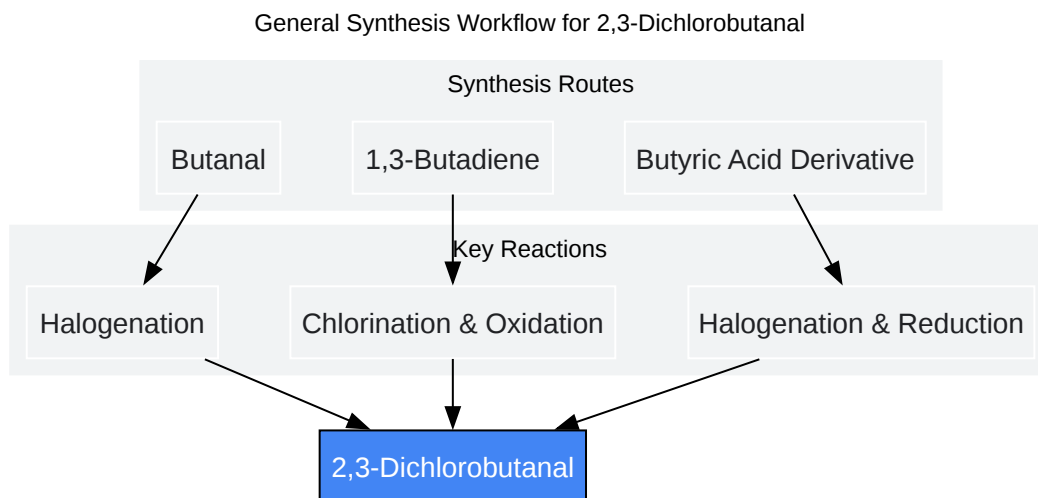 General Synthesis Workflow for 2,3-Dichlorobutanal
Synthesis Routes
Butanal
1,3-Butadiene
Butyric Acid Derivative
Key Reactions
Halogenation
Chlorination & Oxidation
Halogenation & Reduction
2,3-Dichlorobutanal